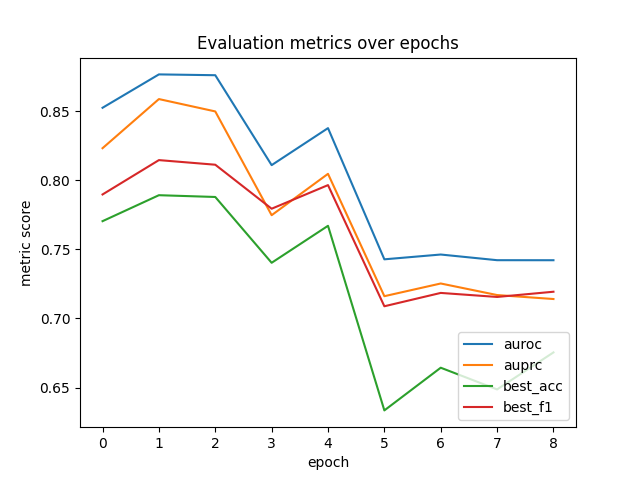 Evaluation metrics over epochs
metric score
0.85
0.80
0.75
0.70
0.65
auroc
auprc
best_acc
best_f1
0 1 2 3 4 5 6 7 8
epoch